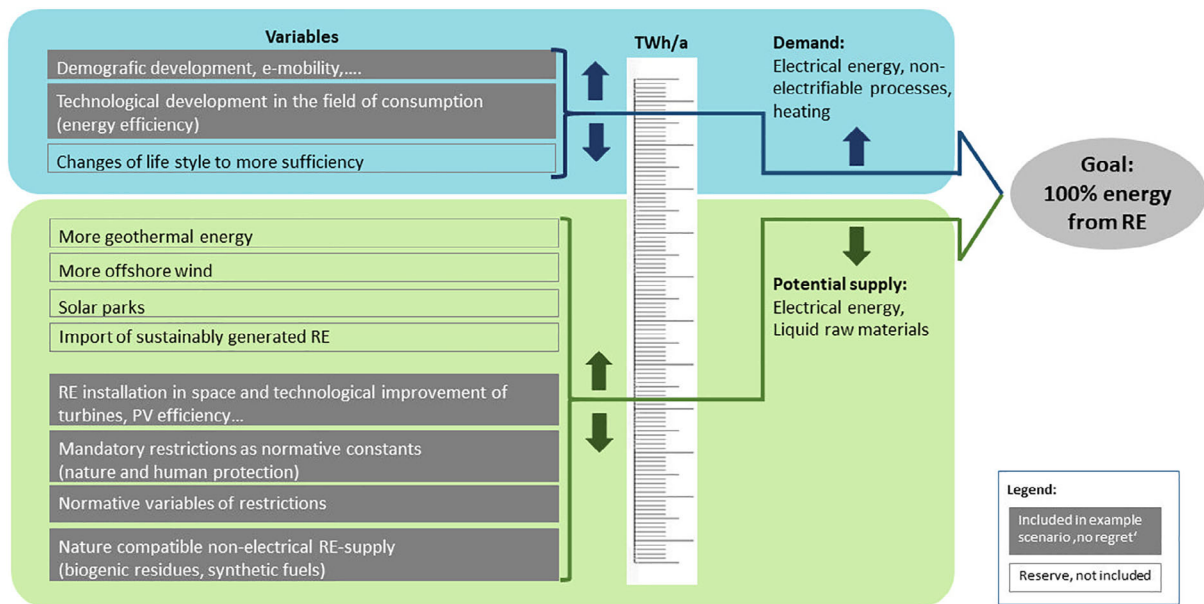 Variables
TWh/a
Demografic development, e-mobility,....
Technological development in the field of consumption
(energy efficiency)
Changes of life style to more sufficiency
Demand:
Electrical energy, non-
electrifiable processes,
heating
Goal:
100% energy
from RE
More geothermal energy
More offshore wind
Solar parks
Import of sustainably generated RE
RE installation in space and technological improvement of
turbines, PV efficiency...
Mandatory restrictions as normative constants
(nature and human protection)
Normative variables of restrictions
Nature compatible non-electrical RE-supply
(biogenic residues, synthetic fuels)
Potential supply:
Electrical energy,
Liquid raw materials
Legend:
Included in example
scenario ‚no regret‘
Reserve, not included